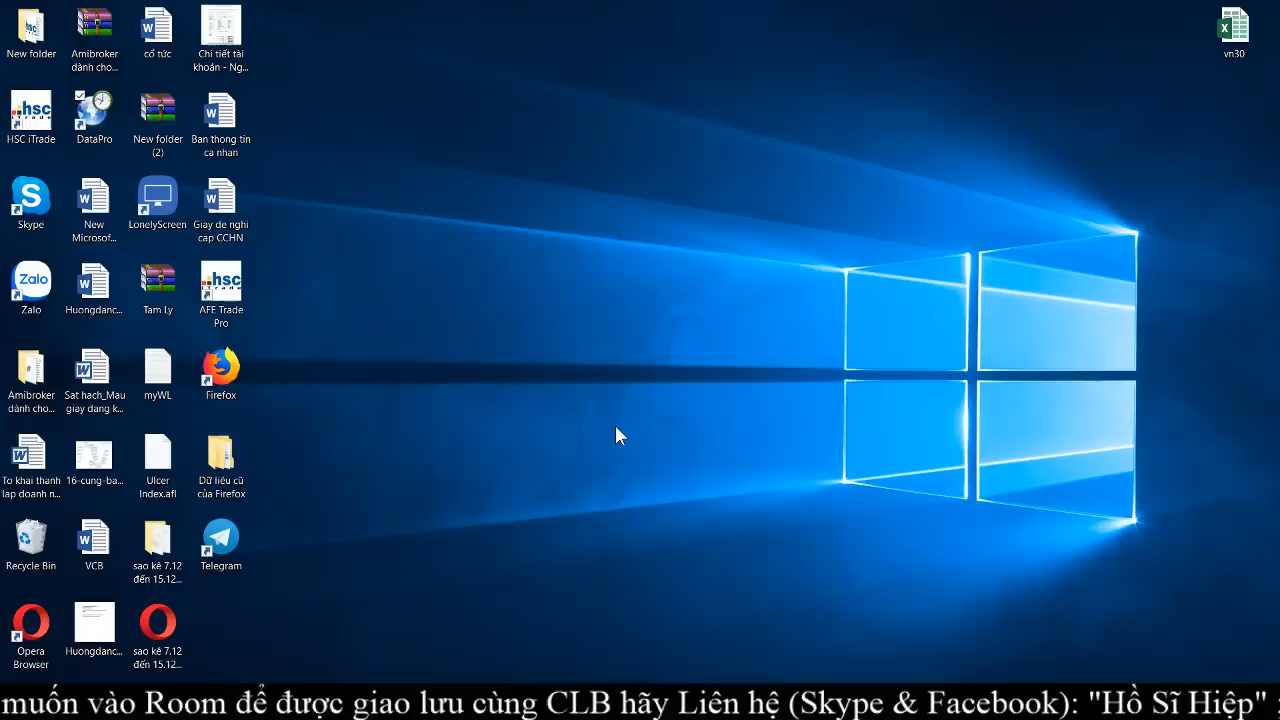 New folder
Amibroker
dành cho...
cổ tức
Chi tiết tài
khoản - Ng...
vn30
hsc
HSC iTrade
DataPro
New folder
(2)
Ban thong tin
ca nhan
Skype
New
Microsof...
LonelyScreen
Giay de nghi
cap CCHN
Zalo
Zalo
Huongdanc...
Tam Ly
hsc
AFE Trade
Pro
Amibroker
dành cho...
Sat hach_Mau
giay dang k...
myWL
Firefox
To khai thanh
lap doanh n...
16-cung-ba...
Ulcer
Index.afl
Dữ liệu cũ
của Firefox
Recycle Bin
VCB
sao kê 7.12
đến 15.12...
Telegram
Opera
Browser
Huongdanc...
sao kê 7.12
đến 15.12...
muốn vào Room để được giao lưu cùng CLB hãy Liên hệ (Skype & Facebook): "Hồ Sĩ Hiệp"